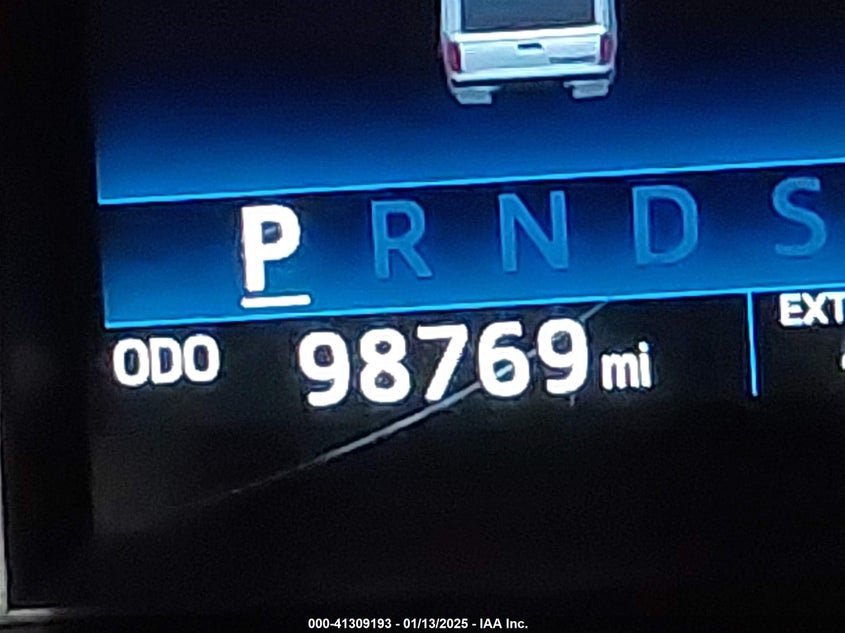 P R N D S
EXT
ODO 98769 mi
000-41309193 - 01/13/2025 - IAA Inc.